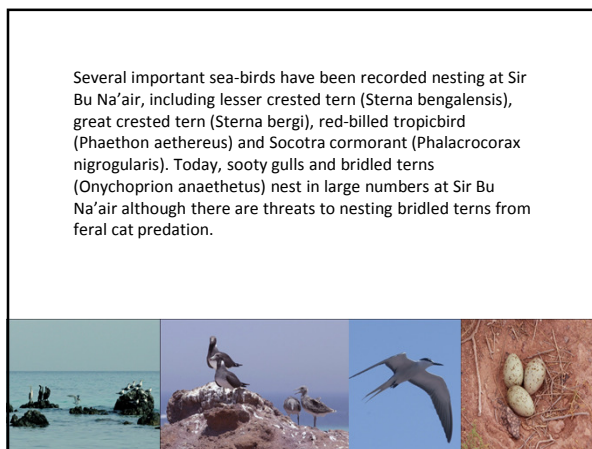 Several important sea-birds have been recorded nesting at Sir
Bu Na’air, including lesser crested tern (Sterna bengalensis),
great crested tern (Sterna bergi), red-billed tropicbird
(Phaethon aethereus) and Socotra cormorant (Phalacrocorax
nigrogularis). Today, sooty gulls and bridled terns
(Onychoprion anaethetus) nest in large numbers at Sir Bu
Na’air although there are threats to nesting bridled terns from
feral cat predation.